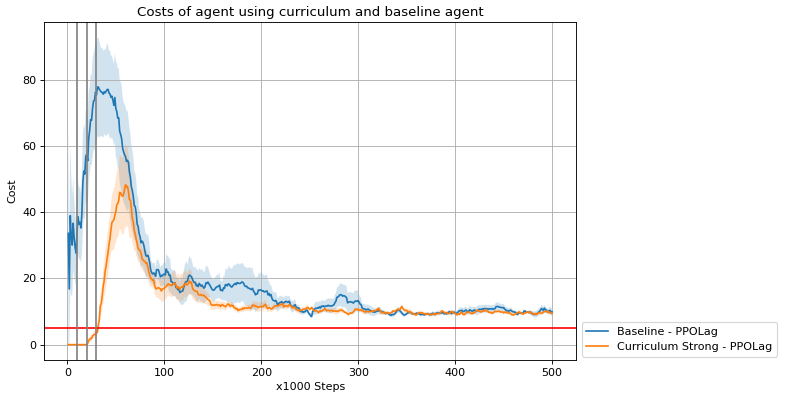 Costs of agent using curriculum and baseline agent
Cost
80
60
40
20
0
0 100 200 300 400 500
x1000 Steps
Baseline - PPOLag
Curriculum Strong - PPOLag